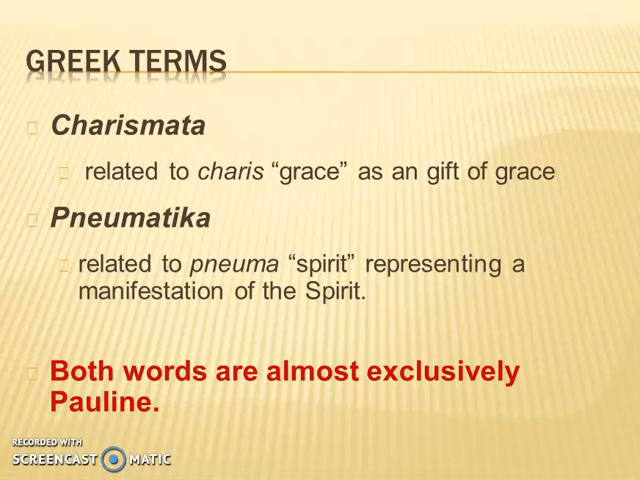 GREEK TERMS
Charismata
related to charis “grace” as an gift of grace
Pneumatika
related to pneuma “spirit” representing a
manifestation of the Spirit.
Both words are almost exclusively
Pauline.
RECORDED WITH
SCREENCAST MATIC